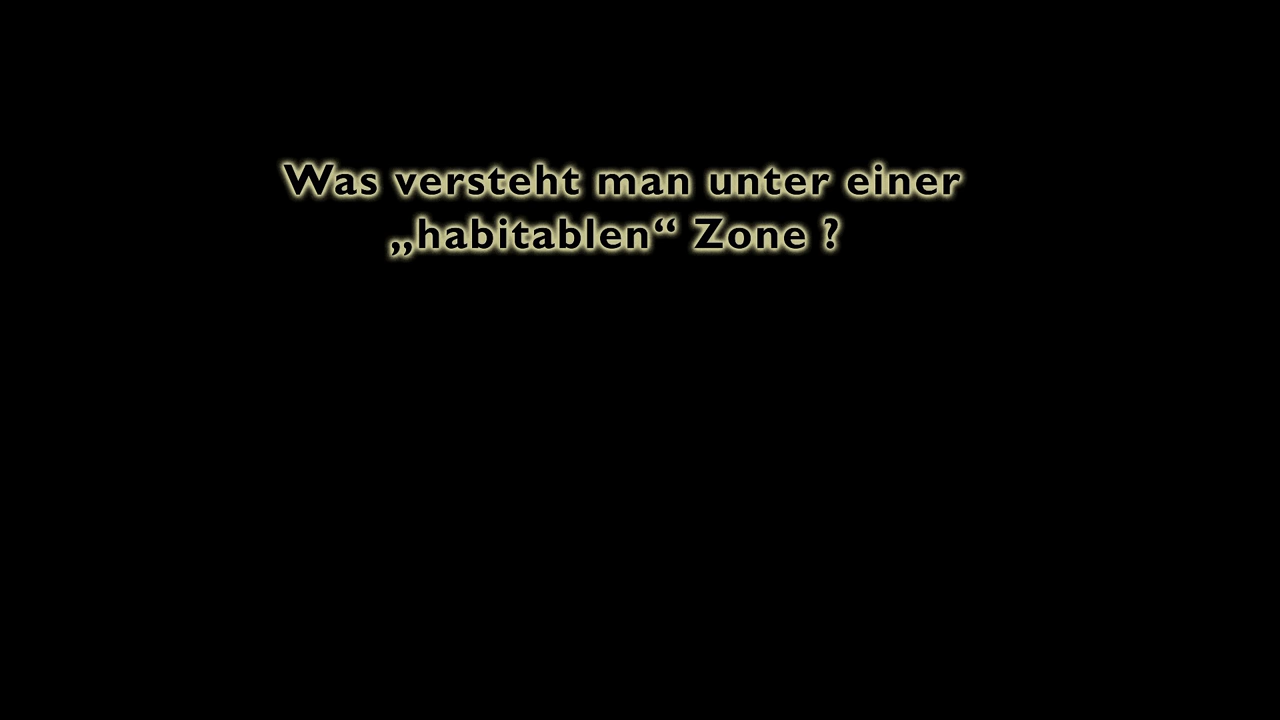 Was versteht man unter einer
„habitablen“ Zone ?